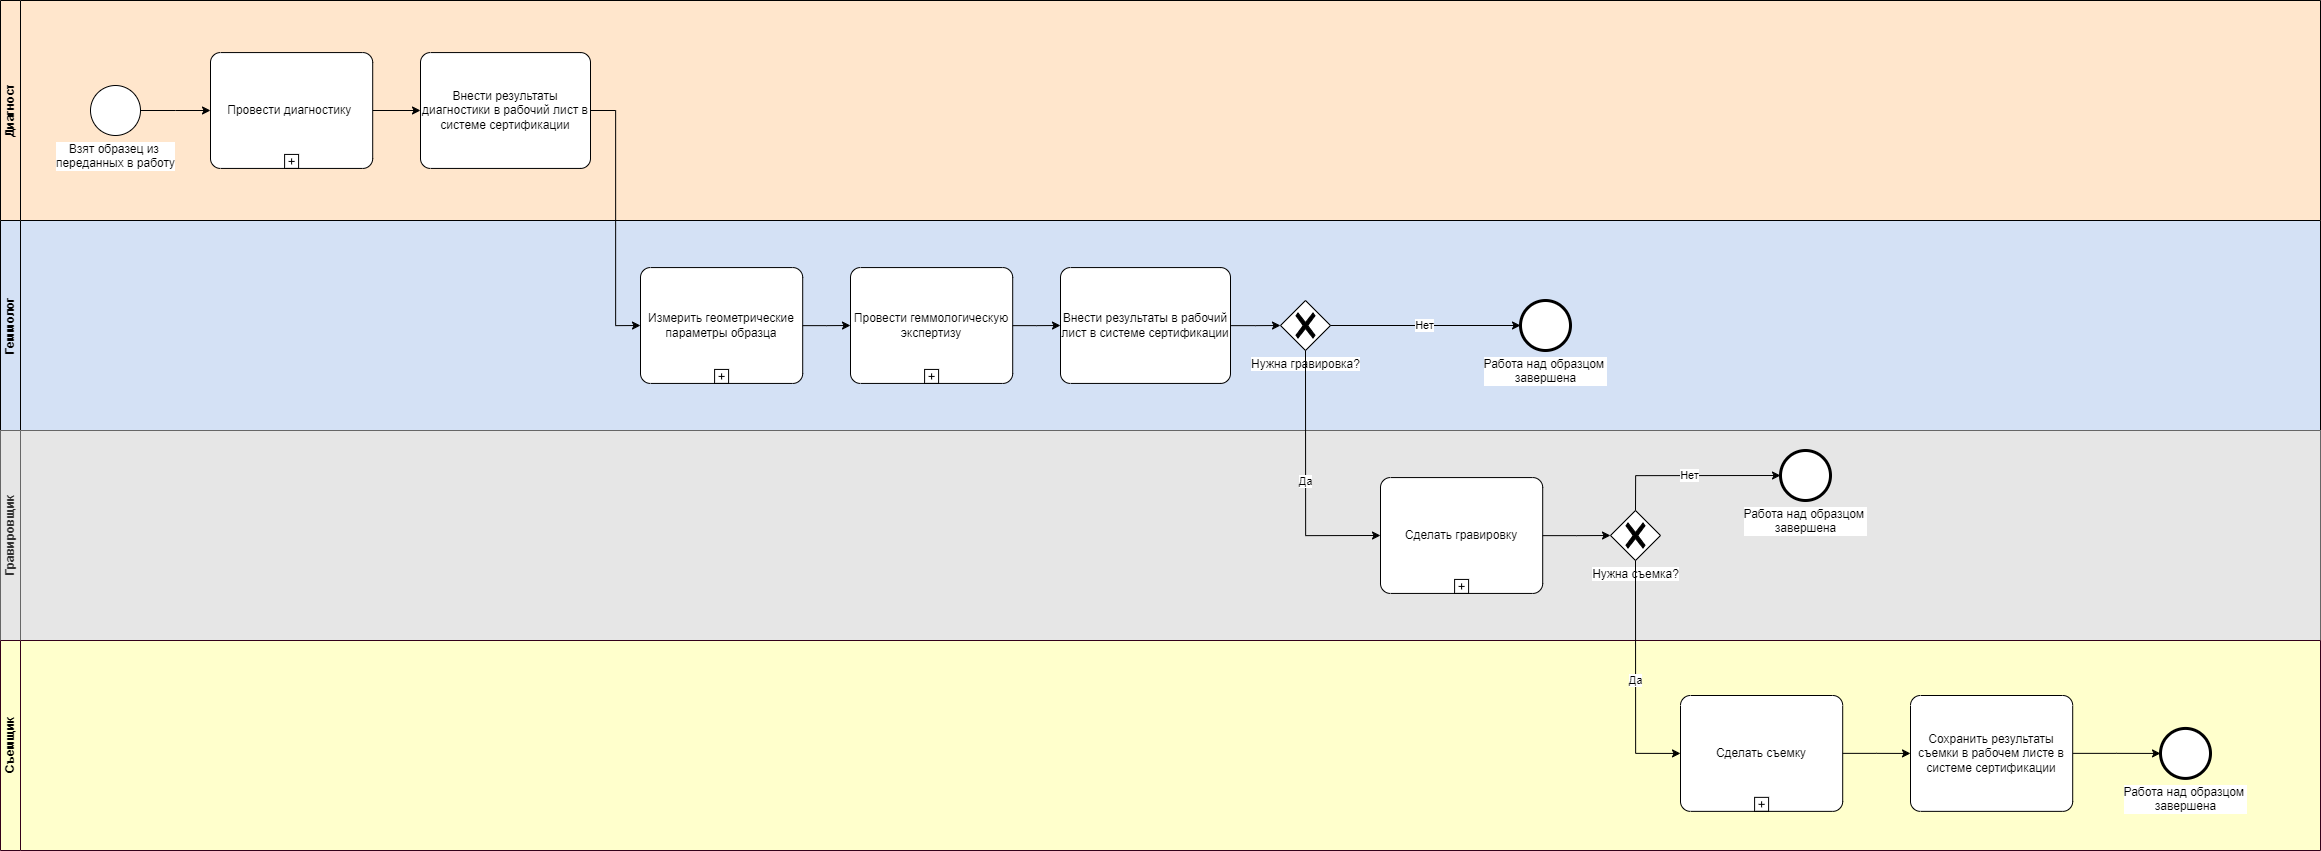 Диагност
Взят образец из
переданных в работу
Провести диагностику
Внести результаты
диагностики в рабочий лист в
системе сертификации
Геммолог
Измерить геометрические
параметры образца
Провести геммологическую
экспертизу
Внести результаты в рабочий
лист в системе сертификации
Нужна гравировка?
Нет
Работа над образцом
завершена
Да
Гравировщик
Сделать гравировку
Нужна съемка?
Нет
Работа над образцом
завершена
Да
Съемщик
Сделать съемку
Сохранить результаты
съемки в рабочем листе в
системе сертификации
Работа над образцом
завершена